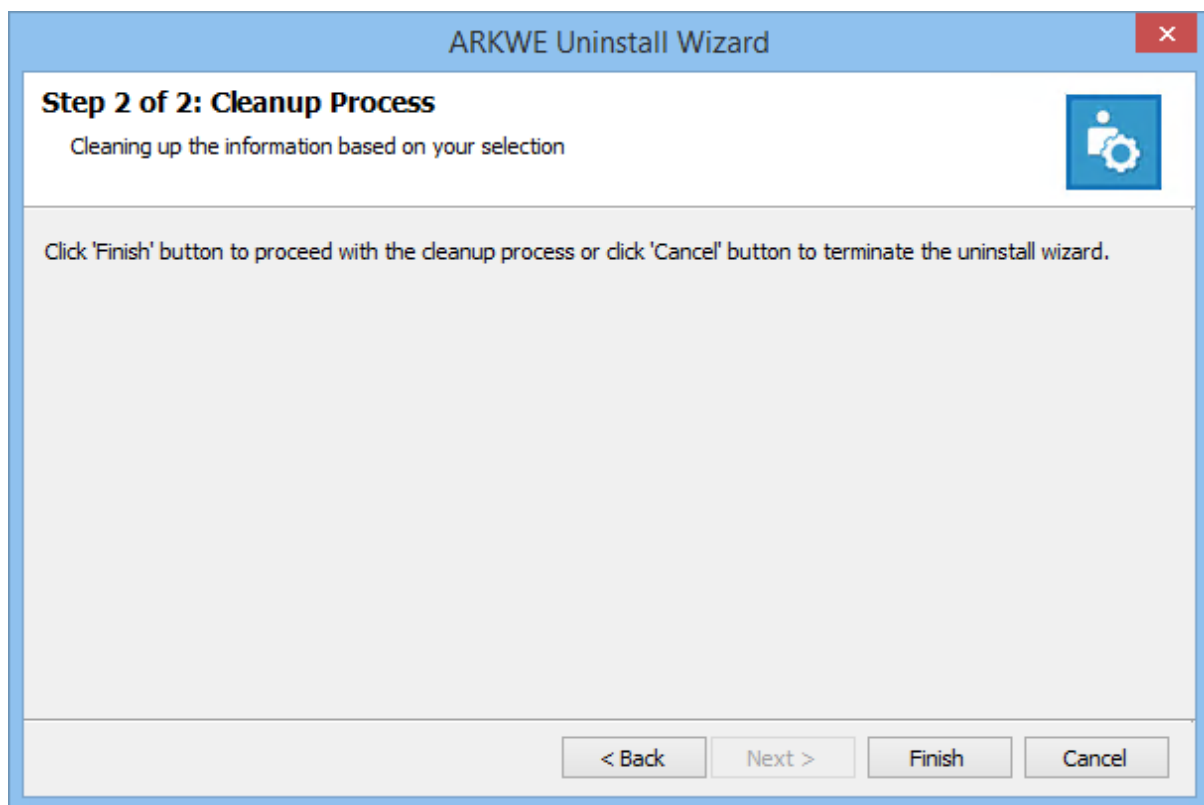 ARKWE Uninstall Wizard
Step 2 of 2: Cleanup Process
Cleaning up the information based on your selection
Click 'Finish' button to proceed with the cleanup process or click 'Cancel' button to terminate the uninstall wizard.
< Back
Next >
Finish
Cancel